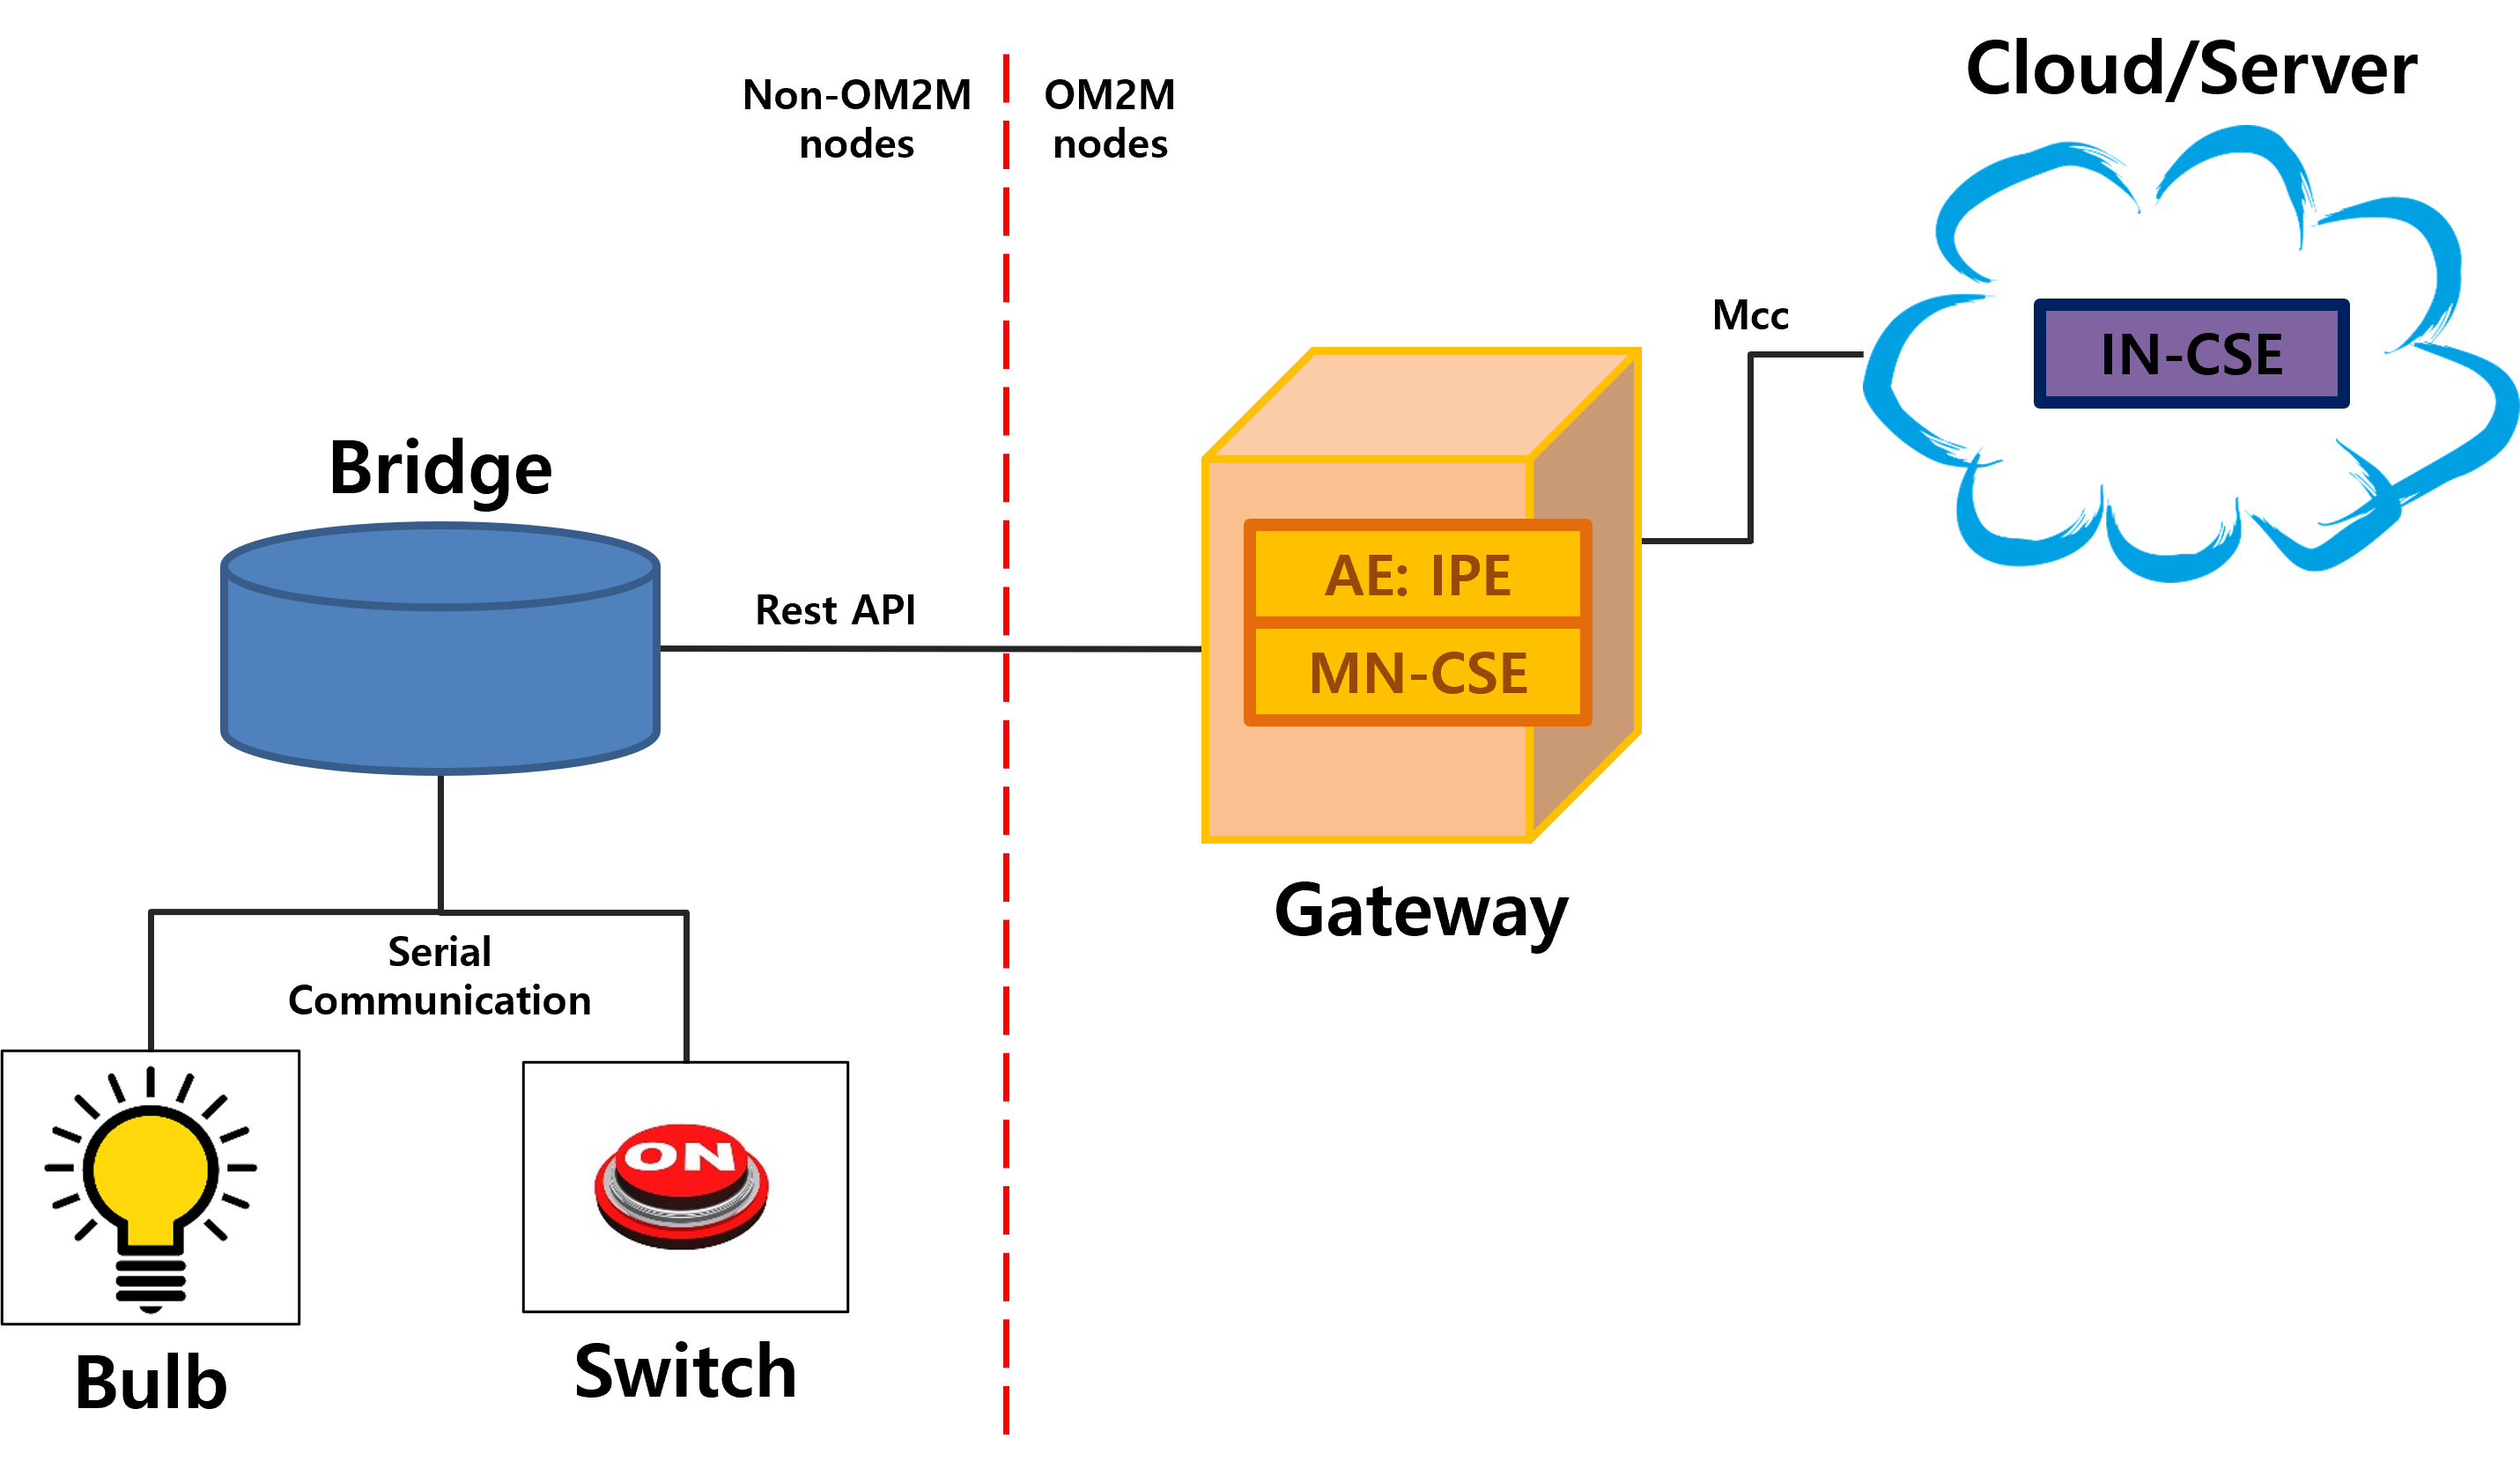 Non-OM2M
nodes
OM2M
nodes
Cloud/Server
IN-CSE
Mcc
Bridge
Rest API
AE: IPE
MN-CSE
Gateway
Serial
Communication
ON
Bulb
Switch